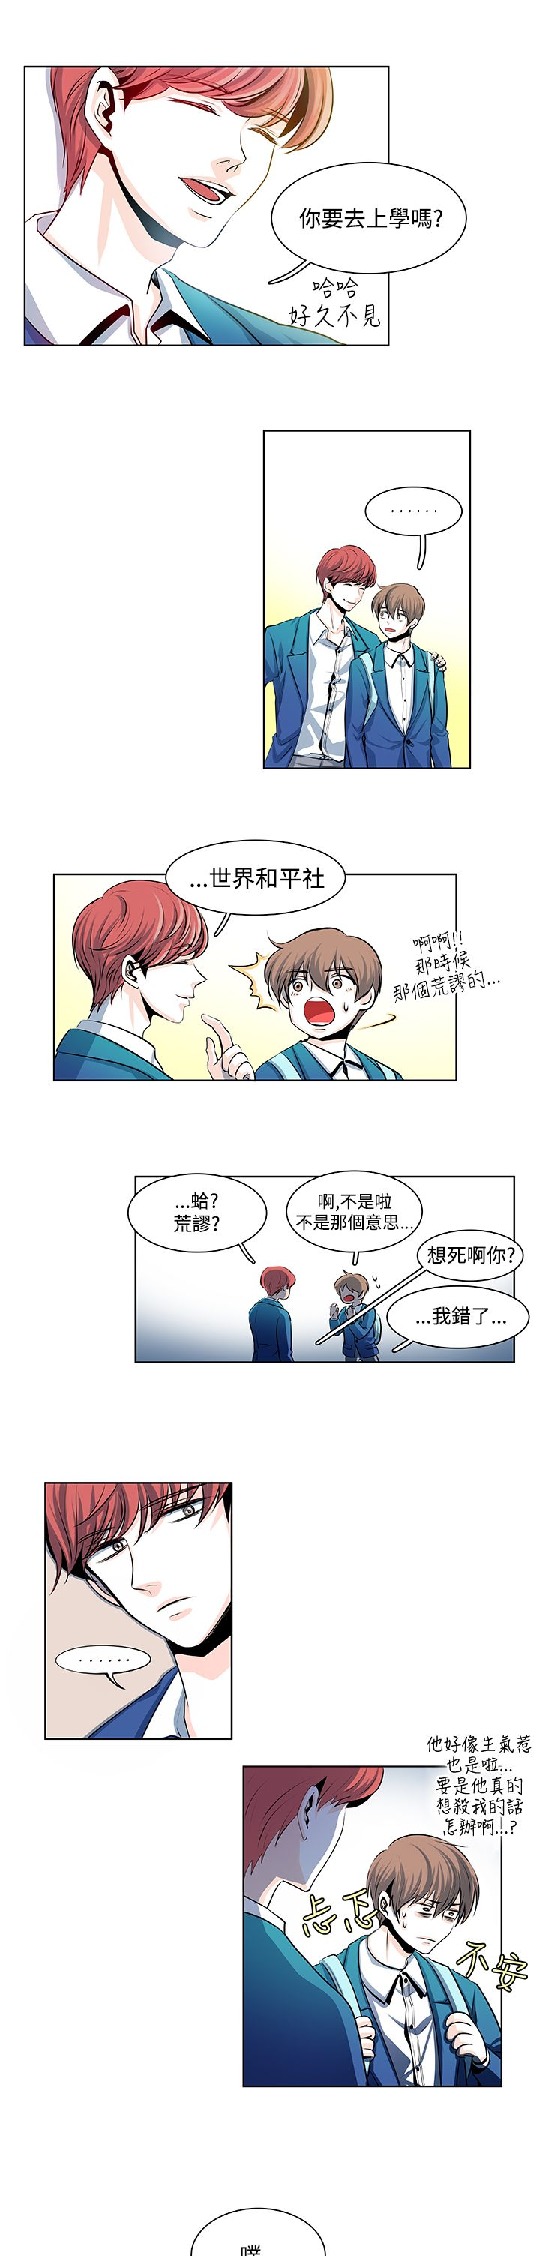 你要去上學嗎?
哈哈
好久不見
......
...世界和平社
啊啊!!
那時候
那個荒謬的...
...蛤?
荒謬?
啊,不是啦
不是那個意思...
想死啊你?
...我錯了...
......
他好像生氣惹
也是啦...
要是他真的
想殺我的話
怎辦啊...?
忐忑
不安
噗